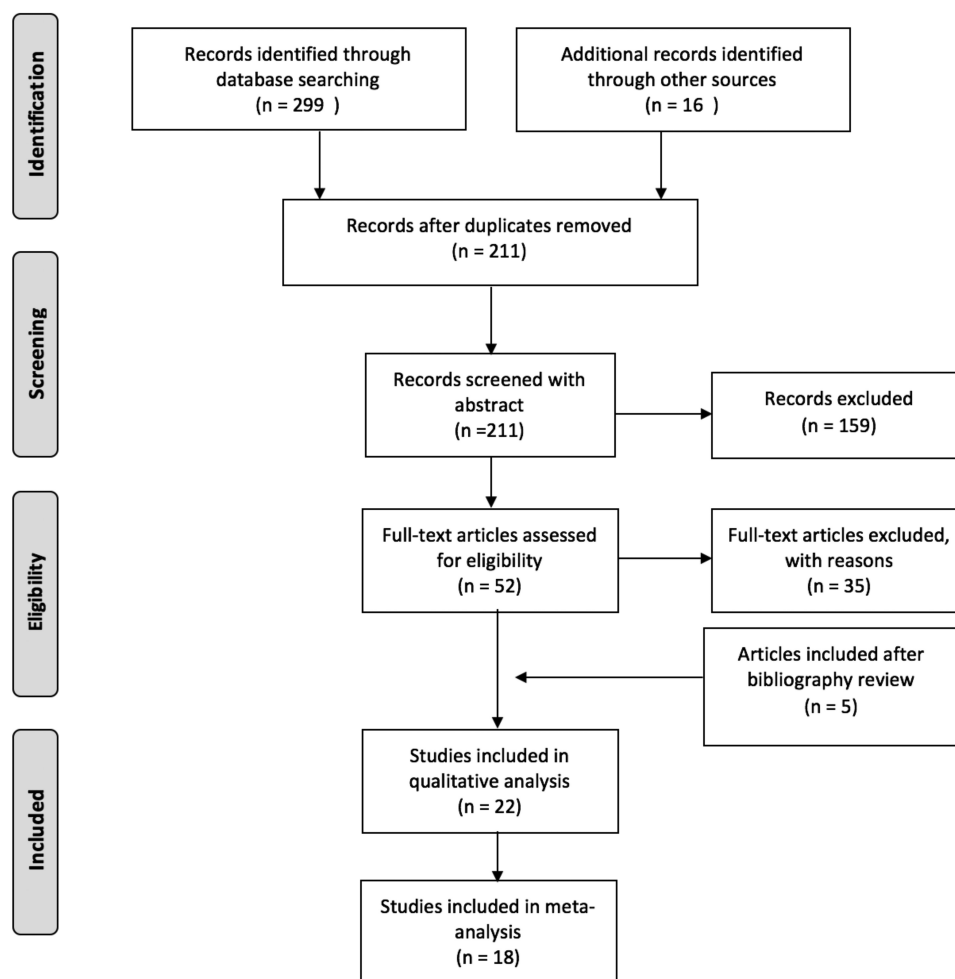 Identification
Records identified through
database searching
(n = 299  )
Additional records identified
through other sources
(n = 16  )
Records after duplicates removed
(n = 211)
Screening
Records screened with
abstract
(n =211)
Records excluded
(n = 159)
Eligibility
Full-text articles assessed
for eligibility
(n = 52)
Full-text articles excluded,
with reasons
(n = 35)
Articles included after
bibliography review
(n = 5)
Included
Studies included in
qualitative analysis
(n = 22)
Studies included in meta-
analysis
(n = 18)